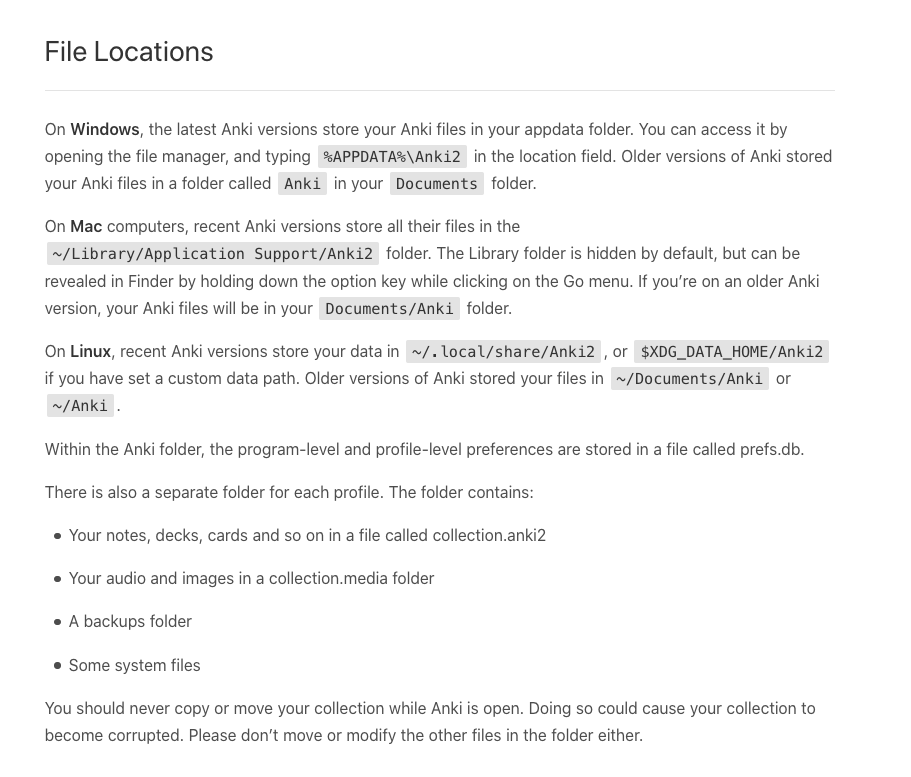 File Locations
On Windows, the latest Anki versions store your Anki files in your appdata folder. You can access it by
opening the file manager, and typing %APPDATA%\Anki2 in the location field. Older versions of Anki stored
your Anki files in a folder called Anki in your Documents folder.
On Mac computers, recent Anki versions store all their files in the
~/Library/Application Support/Anki2 folder. The Library folder is hidden by default, but can be
revealed in Finder by holding down the option key while clicking on the Go menu. If you’re on an older Anki
version, your Anki files will be in your Documents/Anki folder.
On Linux, recent Anki versions store your data in ~/.local/share/Anki2 , or $XDG_DATA_HOME/Anki2
if you have set a custom data path. Older versions of Anki stored your files in ~/Documents/Anki or
~/Anki .
Within the Anki folder, the program-level and profile-level preferences are stored in a file called prefs.db.
There is also a separate folder for each profile. The folder contains:
• Your notes, decks, cards and so on in a file called collection.anki2
• Your audio and images in a collection.media folder
• A backups folder
• Some system files
You should never copy or move your collection while Anki is open. Doing so could cause your collection to
become corrupted. Please don’t move or modify the other files in the folder either.